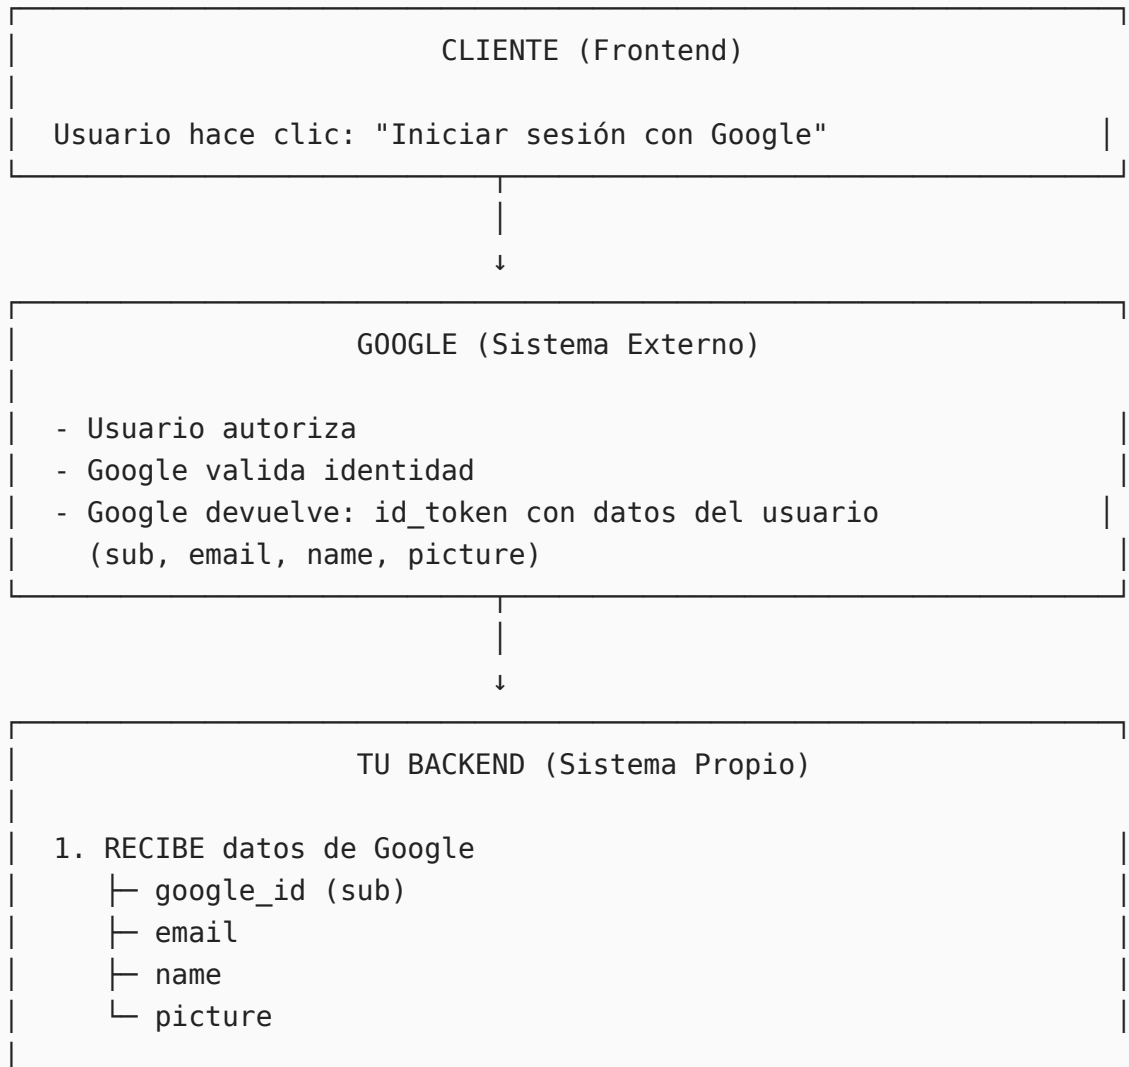 CLIENTE (Frontend)
Usuario hace clic: "Iniciar sesión con Google"
↓
GOOGLE (Sistema Externo)
- Usuario autoriza
- Google valida identidad
- Google devuelve: id_token con datos del usuario
(sub, email, name, picture)
↓
TU BACKEND (Sistema Propio)
1. RECIBE datos de Google
├─ google_id (sub)
├─ email
├─ name
└─ picture